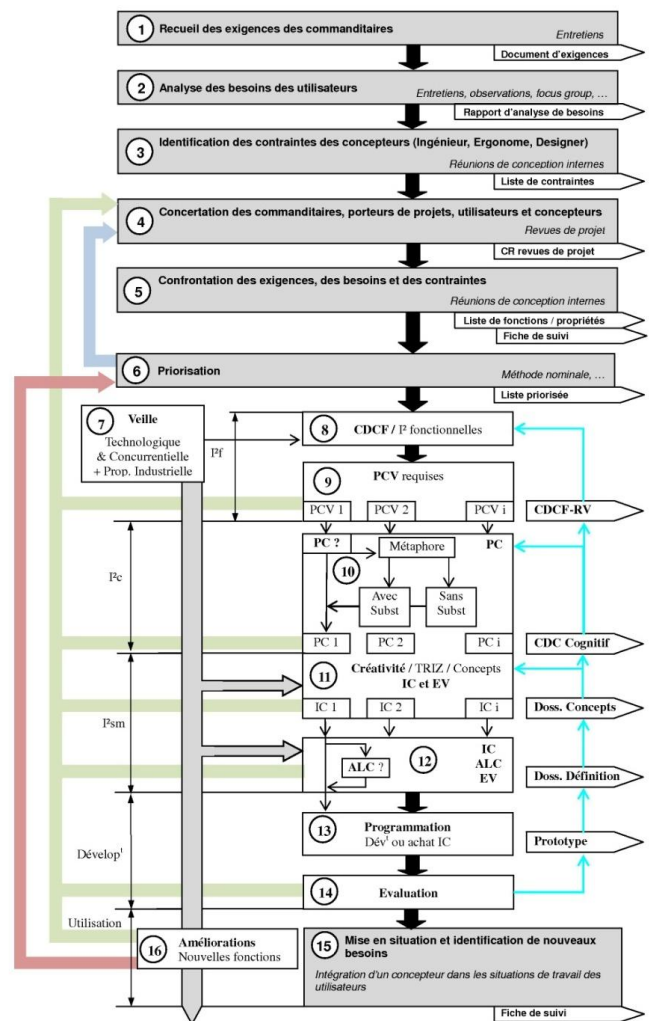 1
Recueil des exigences des commanditaires
Entretiens
Document d'exigences
2
Analyse des besoins des utilisateurs
Entretiens, observations, focus group, …
Rapport d'analyse de besoins
3
Identification des contraintes des concepteurs (Ingénieur, Ergonome, Designer)
Réunions de conception internes
Liste de contraintes
4
Concertation des commanditaires, porteurs de projets, utilisateurs et concepteurs
Revues de projet
CR revues de projet
5
Confrontation des exigences, des besoins et des contraintes
Réunions de conception internes
Liste de fonctions / propriétés
Fiche de suivi
6
Priorisation
Méthode nominale, …
Liste priorisée
7
Veille
Technologique
& Concurrentielle
+ Prop. Industrielle
I²f
8
CDCF / I² fonctionnelles
9
PCV requises
PCV 1
PCV 2
PCV i
CDCF-RV
I²c
PC ?
Métaphore
PC
10
Avec
Subst
Sans
Subst
PC 1
PC 2
PC i
CDC Cognitif
I²sm
11
Créativité / TRIZ / Concepts
IC et EV
IC 1
IC 2
IC i
Doss. Concepts
12
ALC ?
IC
ALC
EV
Doss. Définition
Dévelopᵗ
13
Programmation
Dévᵗ ou achat IC
Prototype
14
Evaluation
Utilisation
15
Mise en situation et identification de nouveaux
besoins
Intégration d'un concepteur dans les situations de travail des
utilisateurs
Fiche de suivi
16
Améliorations
Nouvelles fonctions